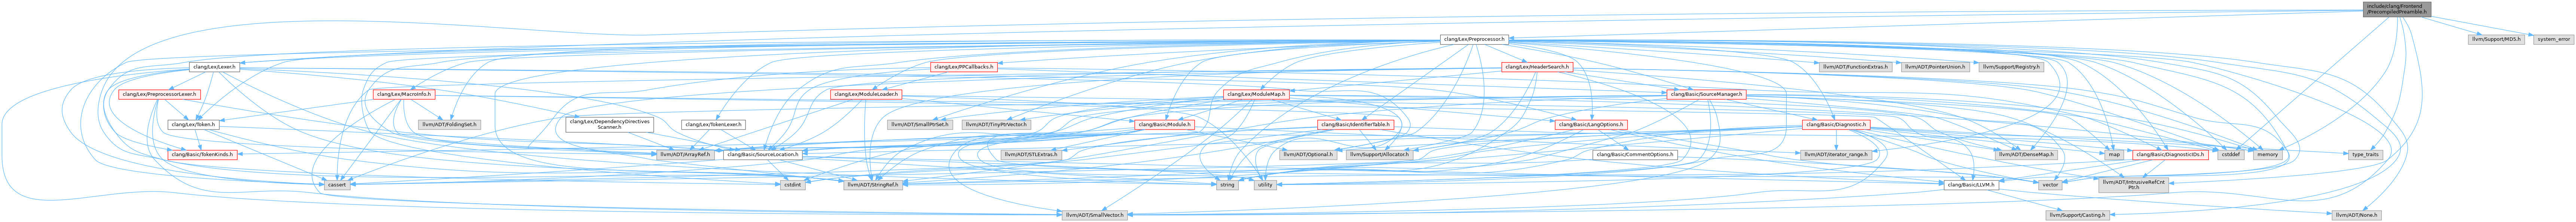 include/clang/Frontend
/PrecompiledPreamble.h
clang/Lex/Preprocessor.h
llvm/Support/MD5.h
system_error
clang/Lex/Lexer.h
clang/Lex/PPCallbacks.h
clang/Lex/HeaderSearch.h
llvm/ADT/FunctionExtras.h
llvm/ADT/PointerUnion.h
llvm/Support/Registry.h
clang/Lex/PreprocessorLexer.h
clang/Lex/MacroInfo.h
clang/Lex/ModuleLoader.h
clang/Lex/ModuleMap.h
clang/Basic/SourceManager.h
clang/Lex/Token.h
llvm/ADT/FoldingSet.h
clang/Lex/DependencyDirectives
Scanner.h
clang/Lex/TokenLexer.h
llvm/ADT/SmallPtrSet.h
llvm/ADT/TinyPtrVector.h
clang/Basic/Module.h
clang/Basic/IdentifierTable.h
clang/Basic/LangOptions.h
clang/Basic/Diagnostic.h
clang/Basic/TokenKinds.h
llvm/ADT/ArrayRef.h
clang/Basic/SourceLocation.h
llvm/ADT/STLExtras.h
llvm/ADT/Optional.h
llvm/Support/Allocator.h
clang/Basic/CommentOptions.h
llvm/ADT/iterator_range.h
llvm/ADT/DenseMap.h
map
clang/Basic/DiagnosticIDs.h
cstddef
memory
type_traits
cassert
cstdint
llvm/ADT/StringRef.h
string
utility
clang/Basic/LLVM.h
vector
llvm/ADT/IntrusiveRefCnt
Ptr.h
llvm/ADT/SmallVector.h
llvm/Support/Casting.h
llvm/ADT/None.h